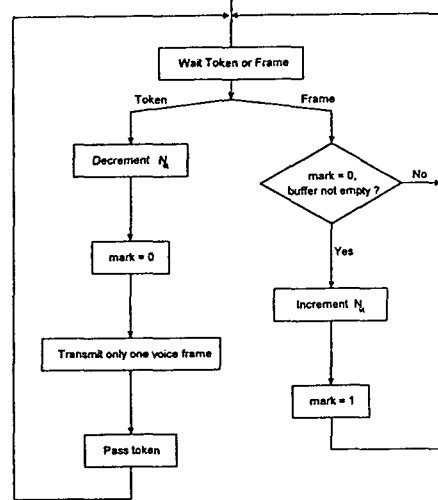 Wait Token or Frame
Token
Frame
Decrement N
mark = 0,
buffer not empty ?
No
mark = 0
Yes
Increment N
Transmit only one voice frame
mark = 1
Pass token